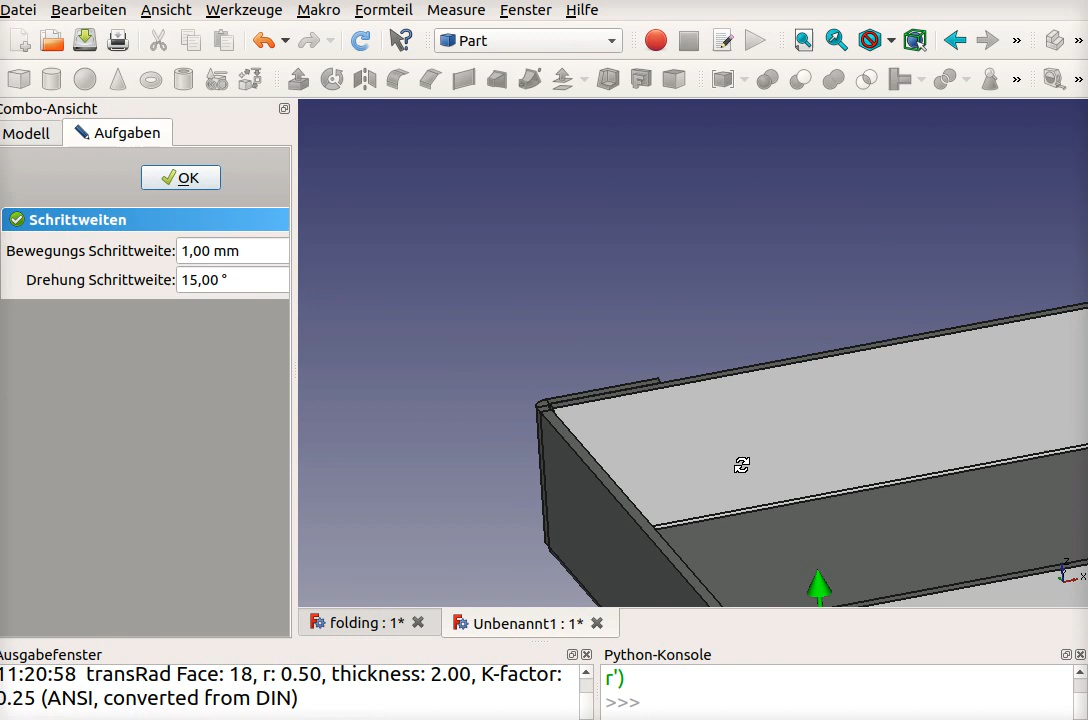 Datei Bearbeiten Ansicht Werkzeuge Makro Formteil Measure Fenster Hilfe
Part
Combo-Ansicht
Modell Aufgaben
OK
Schrittweiten
Bewegungs Schrittweite: 1,00 mm
Drehung Schrittweite: 15,00 °
Z
X
folding : 1* Unbenannt1 : 1*
Ausgabefenster Python-Konsole
11:20:58 transRad Face: 18, r: 0.50, thickness: 2.00, K-factor:
0.25 (ANSI, converted from DIN)
r')
>>>